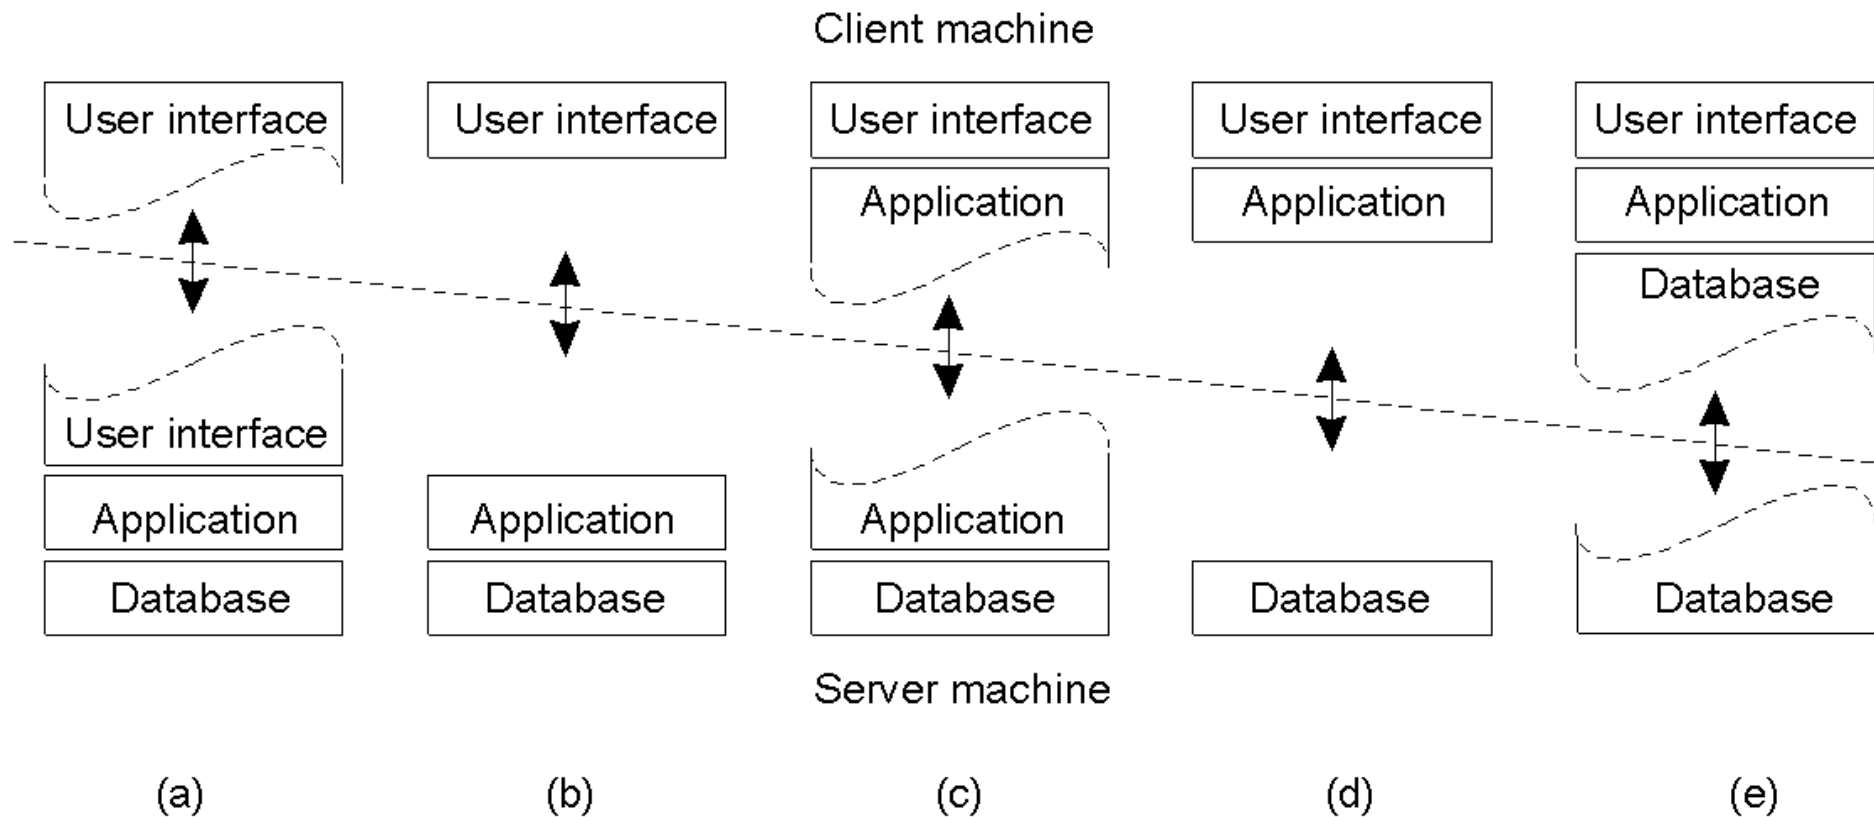 Client machine
User interface User interface User interface User interface User interface
Application Application Application
Database
User interface
Application Application Application
Database Database Database Database Database
Server machine
(a) (b) (c) (d) (e)